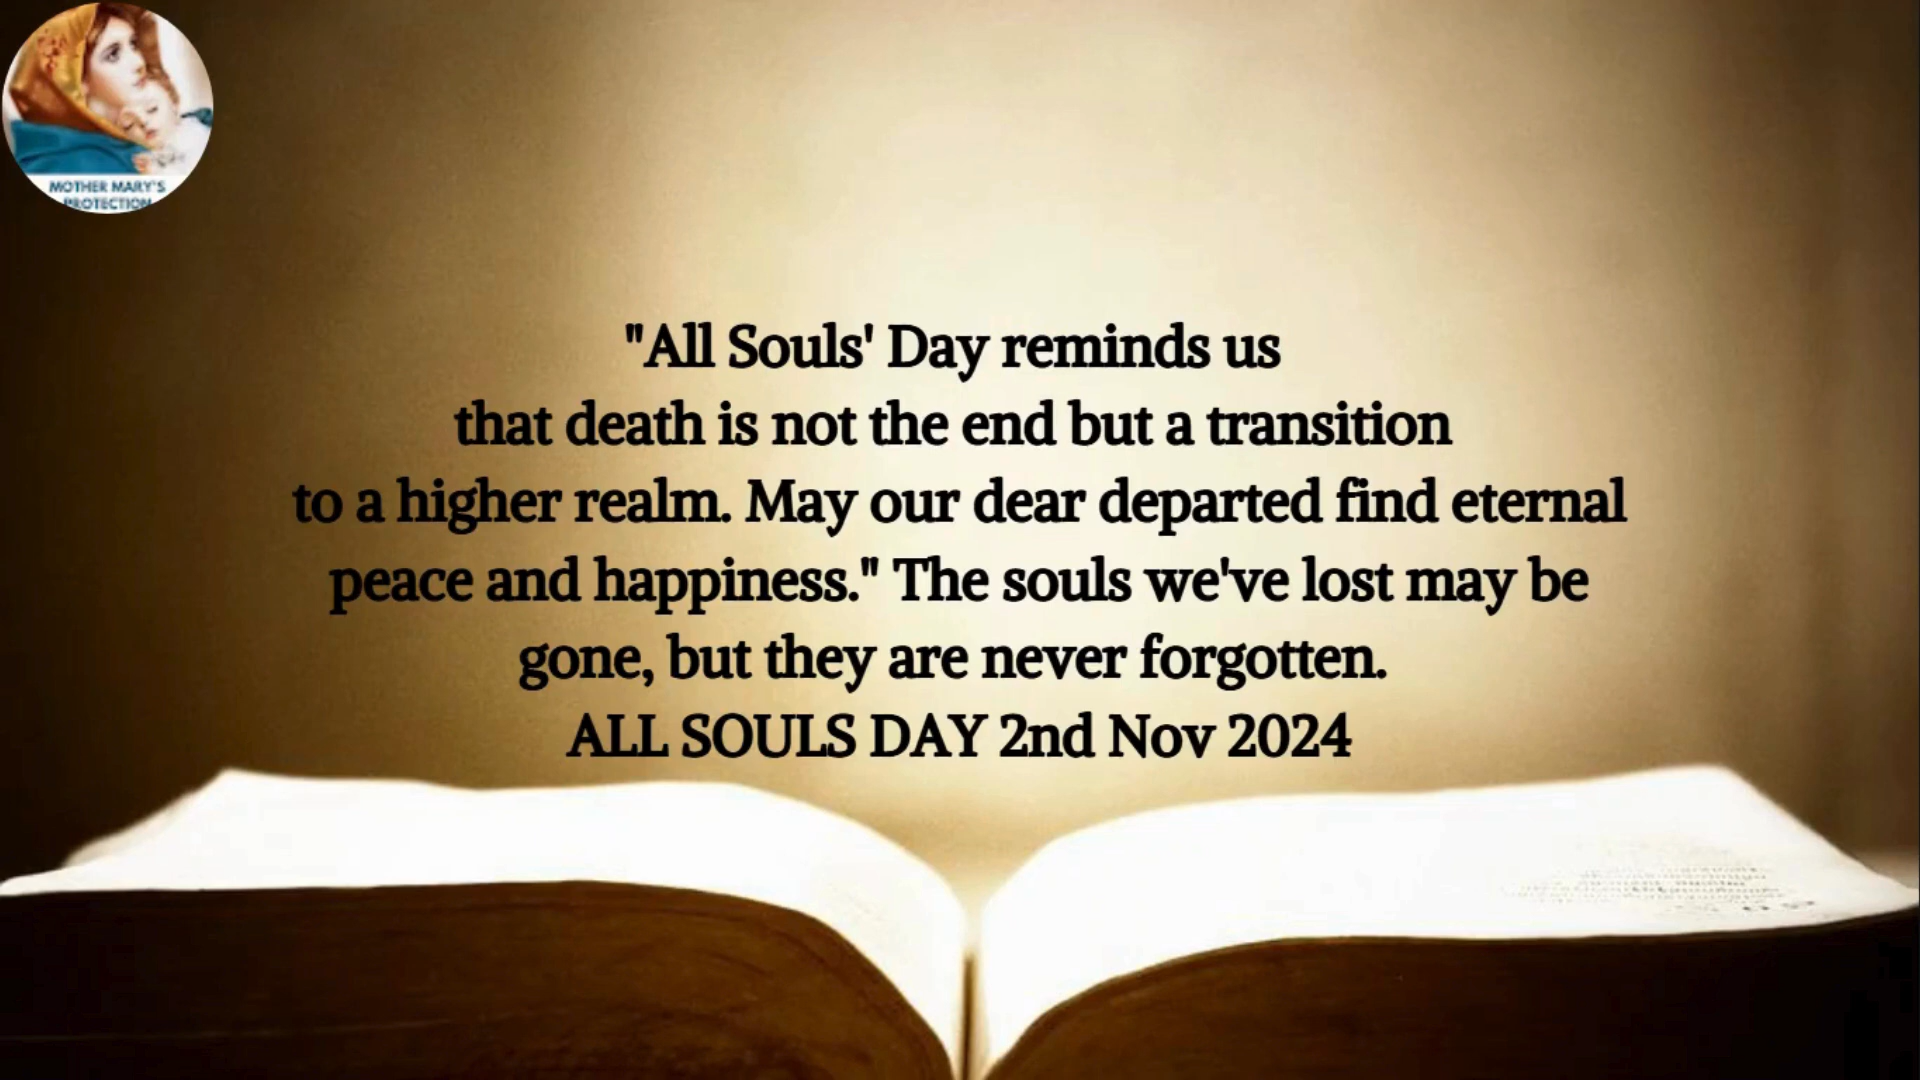 MOTHER MARY'S
PROTECTION
"All Souls' Day reminds us
that death is not the end but a transition
to a higher realm. May our dear departed find eternal
peace and happiness." The souls we've lost may be
gone, but they are never forgotten.
ALL SOULS DAY 2nd Nov 2024